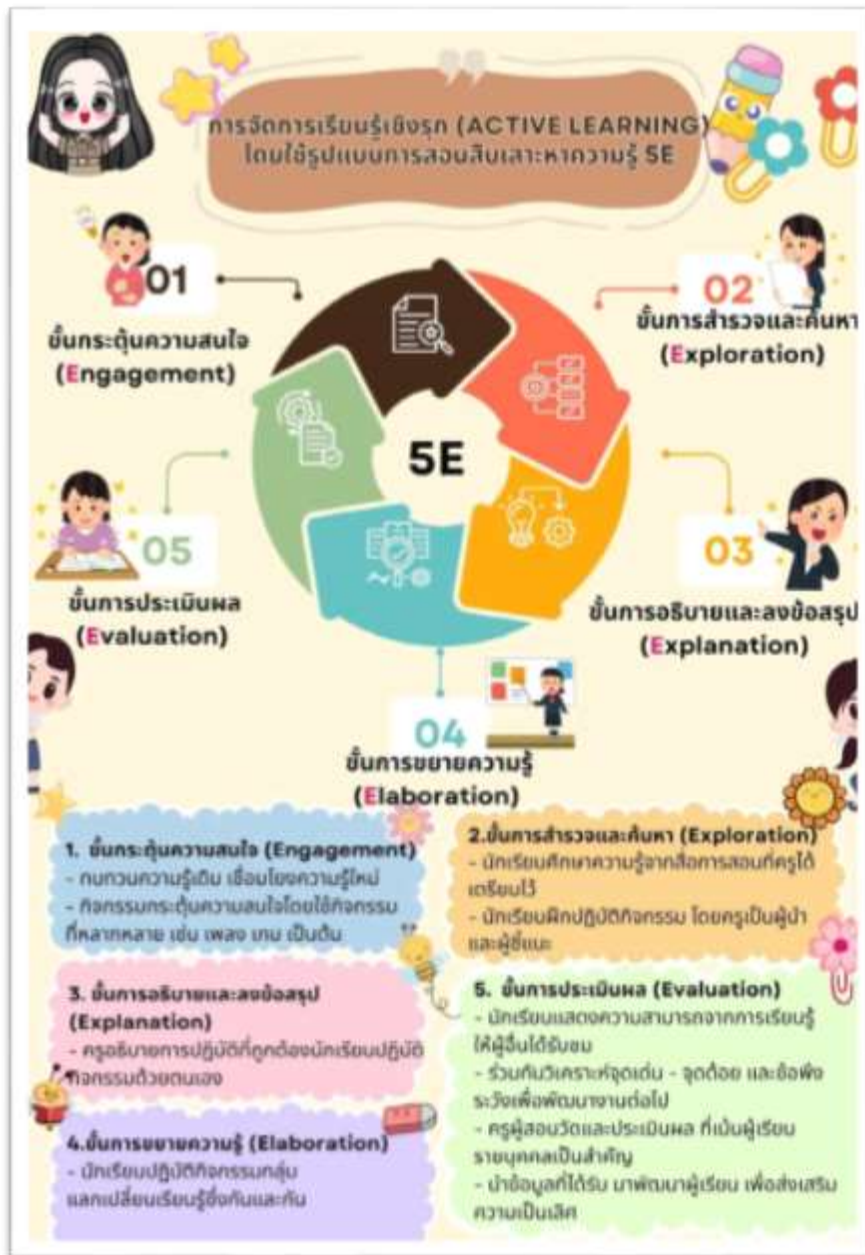 การจัดการเรียนรู้เชิงรุก (ACTIVE LEARNING)
โดยใช้รูปแบบการสอนสืบเสาะหาความรู้ 5E
01
ขั้นกระตุ้นความสนใจ
(Engagement)
02
ขั้นการสำรวจและค้นหา
(Exploration)
5E
03
ขั้นการอธิบายและลงข้อสรุป
(Explanation)
04
ขั้นการขยายความรู้
(Elaboration)
05
ขั้นการประเมินผล
(Evaluation)
1. ขั้นกระตุ้นความสนใจ (Engagement)
- ทบทวนความรู้เดิม เชื่อมโยงความรู้ใหม่
- กิจกรรมกระตุ้นความสนใจโดยใช้กิจกรรม
ที่หลากหลาย เช่น เพลง เกม เป็นต้น
2.ขั้นการสำรวจและค้นหา (Exploration)
- นักเรียนศึกษาความรู้จากสื่อการสอนที่ครูได้
เตรียมไว้
- นักเรียนฝึกปฏิบัติกิจกรรม โดยครูเป็นผู้นำ
และผู้ชี้แนะ
3. ขั้นการอธิบายและลงข้อสรุป
(Explanation)
- ครูอธิบายการปฏิบัติที่ถูกต้องนักเรียนปฏิบัติ
กิจกรรมด้วยตนเอง
4.ขั้นการขยายความรู้ (Elaboration)
- นักเรียนปฏิบัติกิจกรรมกลุ่ม
แลกเปลี่ยนเรียนรู้ซึ่งกันและกัน
5. ขั้นการประเมินผล (Evaluation)
- นักเรียนแสดงความสามารถจากการเรียนรู้
ให้ผู้อื่นได้รับชม
- ร่วมกันวิเคราะห์จุดเด่น - จุดด้อย และข้อพึง
ระวังเพื่อพัฒนางานต่อไป
- ครูผู้สอนวัดและประเมินผล ที่เน้นผู้เรียน
รายบุคคลเป็นสำคัญ
- นำข้อมูลที่ได้รับ มาพัฒนาผู้เรียน เพื่อส่งเสริม
ความเป็นเลิศ